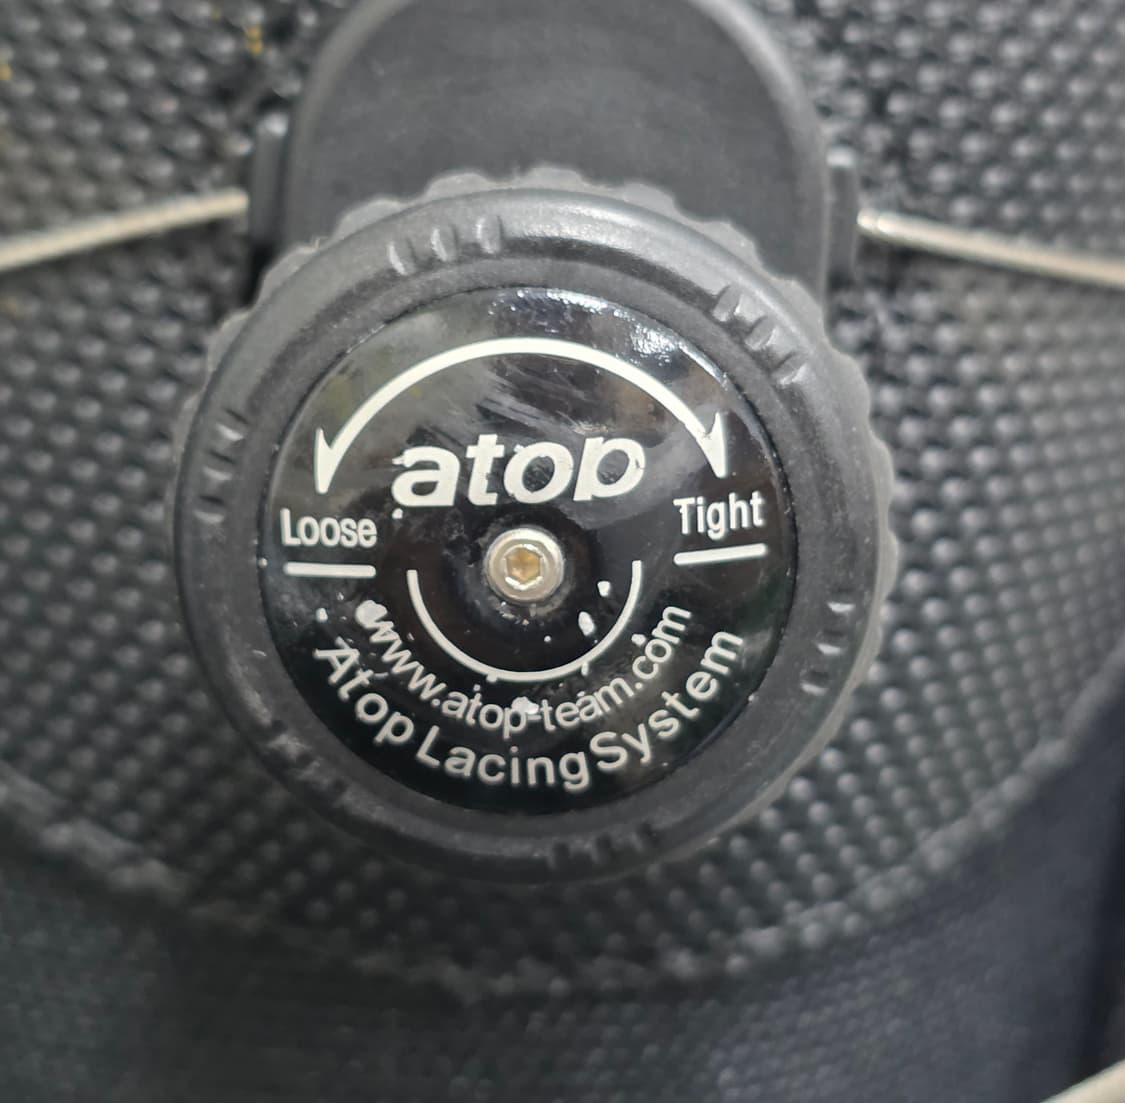 atop
Loose
Tight
www.atop-team.com
Atop Lacing System